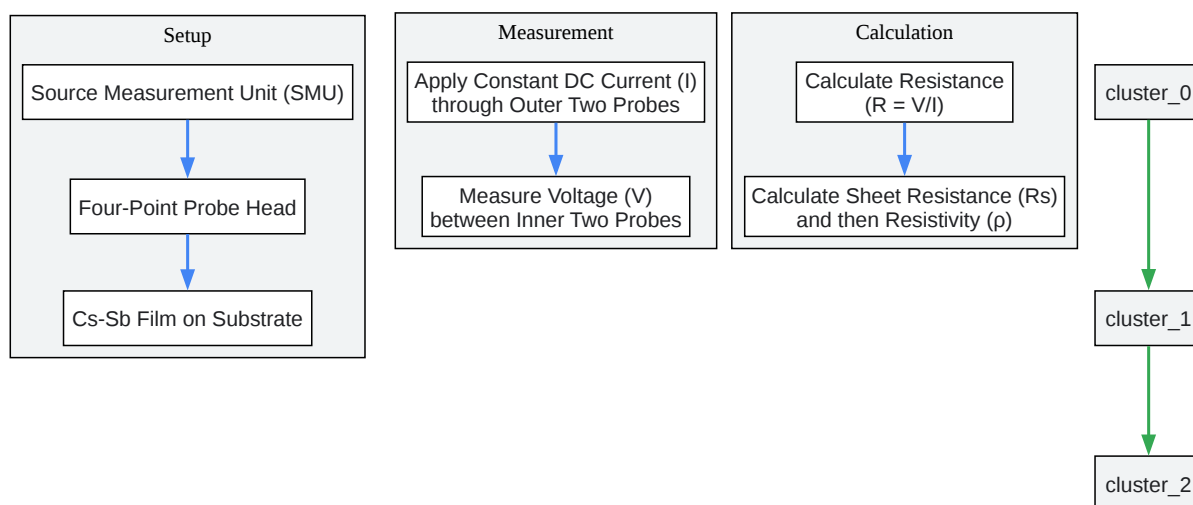 Setup
Source Measurement Unit (SMU)
Four-Point Probe Head
Cs-Sb Film on Substrate
Measurement
Apply Constant DC Current (I)
through Outer Two Probes
Measure Voltage (V)
between Inner Two Probes
Calculation
Calculate Resistance
(R = V/I)
Calculate Sheet Resistance (Rs)
and then Resistivity (ρ)
cluster_0
cluster_1
cluster_2